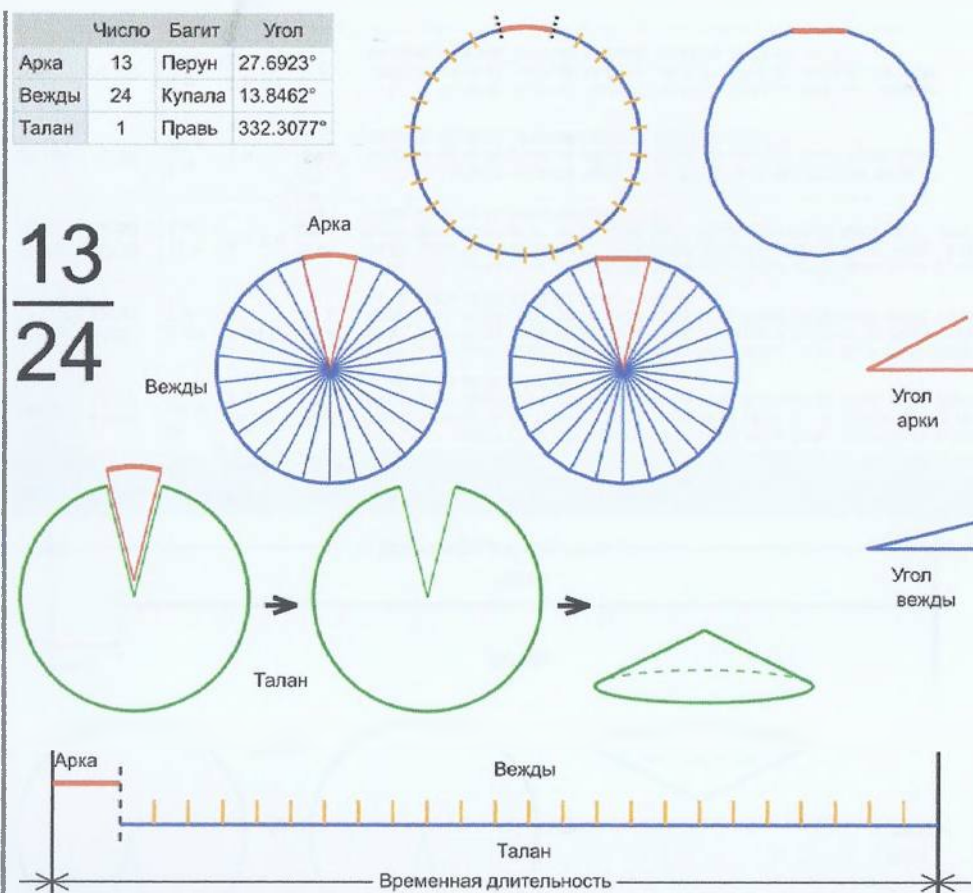 Число Багит Угол
Арка 13 Перун 27.6923°
Вежды 24 Купала 13.8462°
Талан 1 Правь 332.3077°
13
24
Арка
Вежды
Угол
арки
Угол
вежды
Талан
Арка
Вежды
Талан
Временная длительность